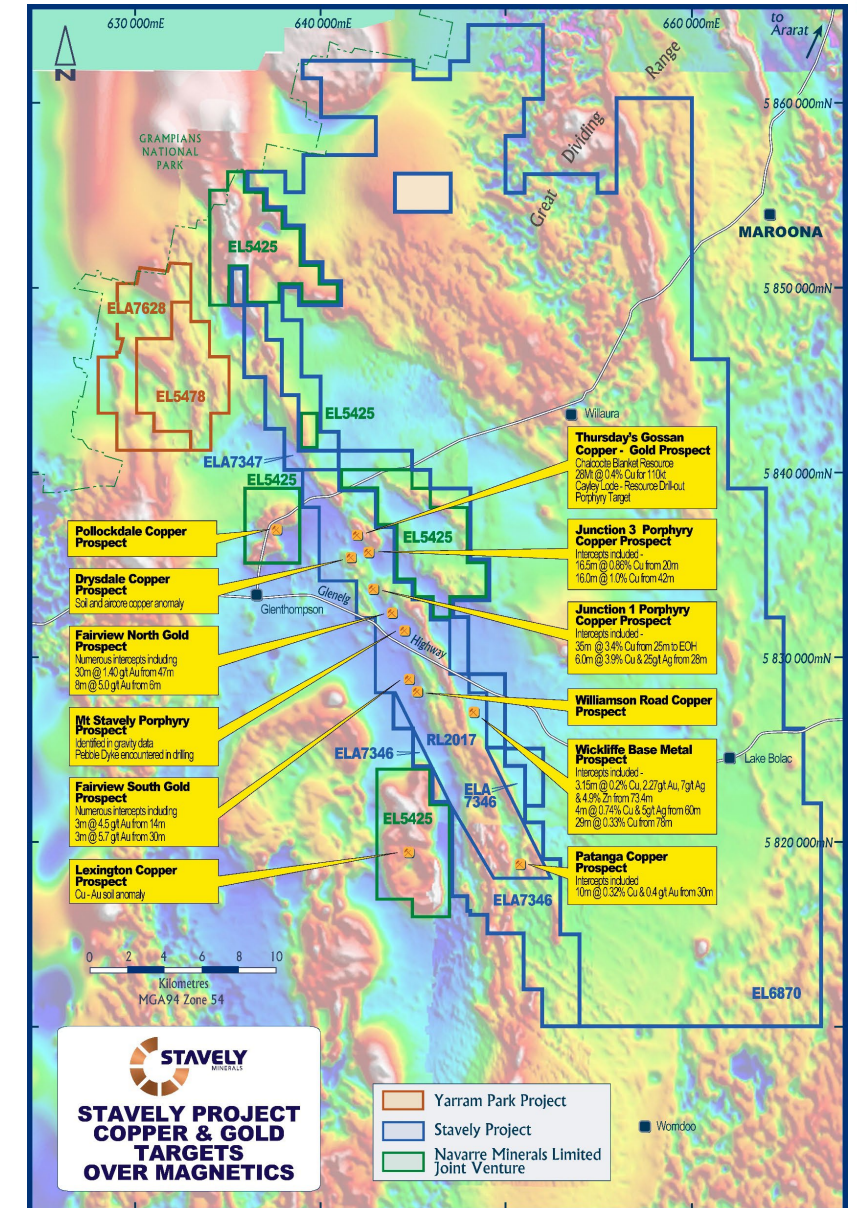 630 000mE
640 000mE
660 000mE
to
Ararat
N
Range
5 860 000mN
GRAMPIANS
NATIONAL
PARK
Dividing
Great
MAROONA
EL5425
5 850 000mN
ELA7628
EL5478
EL5425
Willaura
ELA7347
EL5425
5 840 000mN
Thursday's Gossan
Copper - Gold Prospect
Chalcocite Blanket Resource
28Mt @ 0.4% Cu for 110kt
Cayley Lode - Resource Drill-out
Porphyry Target
Pollockdale Copper
Prospect
EL5425
Junction 3 Porphyry
Copper Prospect
Intercepts included -
16.5m @ 0.86% Cu from 20m
16.0m @ 1.0% Cu from 42m
Drysdale Copper
Prospect
Soil and aircore copper anomaly
Glenthompson
Glenelg
Highway
Junction 1 Porphyry
Copper Prospect
Intercepts included -
35m @ 3.4% Cu from 25m to EOH
6.0m @ 3.9% Cu & 25g/t Ag from 28m
Fairview North Gold
Prospect
Numerous intercepts including
30m @ 1.40 g/t Au from 47m
8m @ 5.0 g/t Au from 6m
5 830 000mN
Williamson Road Copper
Prospect
Mt Stavely Porphyry
Prospect
Identified in gravity data
Pebble Dyke encountered in drilling
ELA7346
RL2017
Wickliffe Base Metal
Prospect
Intercepts included -
3.15m @ 0.2% Cu, 2.27g/t Au, 7g/t Ag
& 4.9% Zn from 73.4m
4m @ 0.74% Cu & 5g/t Ag from 60m
29m @ 0.33% Cu from 78m
Lake Bolac
Fairview South Gold
Prospect
Numerous intercepts including
3m @ 4.5 g/t Au from 14m
3m @ 5.7 g/t Au from 30m
ELA
7346
EL5425
5 820 000mN
Lexington Copper
Prospect
Cu - Au soil anomaly
Patanga Copper
Prospect
Intercepts included
10m @ 0.32% Cu & 0.4 g/t Au from 30m
ELA7346
0 2 4 6 8 10
Kilometres
MGA94 Zone 54
EL6870
STAVELY
MINERALS
STAVELY PROJECT
COPPER & GOLD
TARGETS
OVER MAGNETICS
Yarram Park Project
Stavely Project
Navarre Minerals Limited
Joint Venture
Worndoo